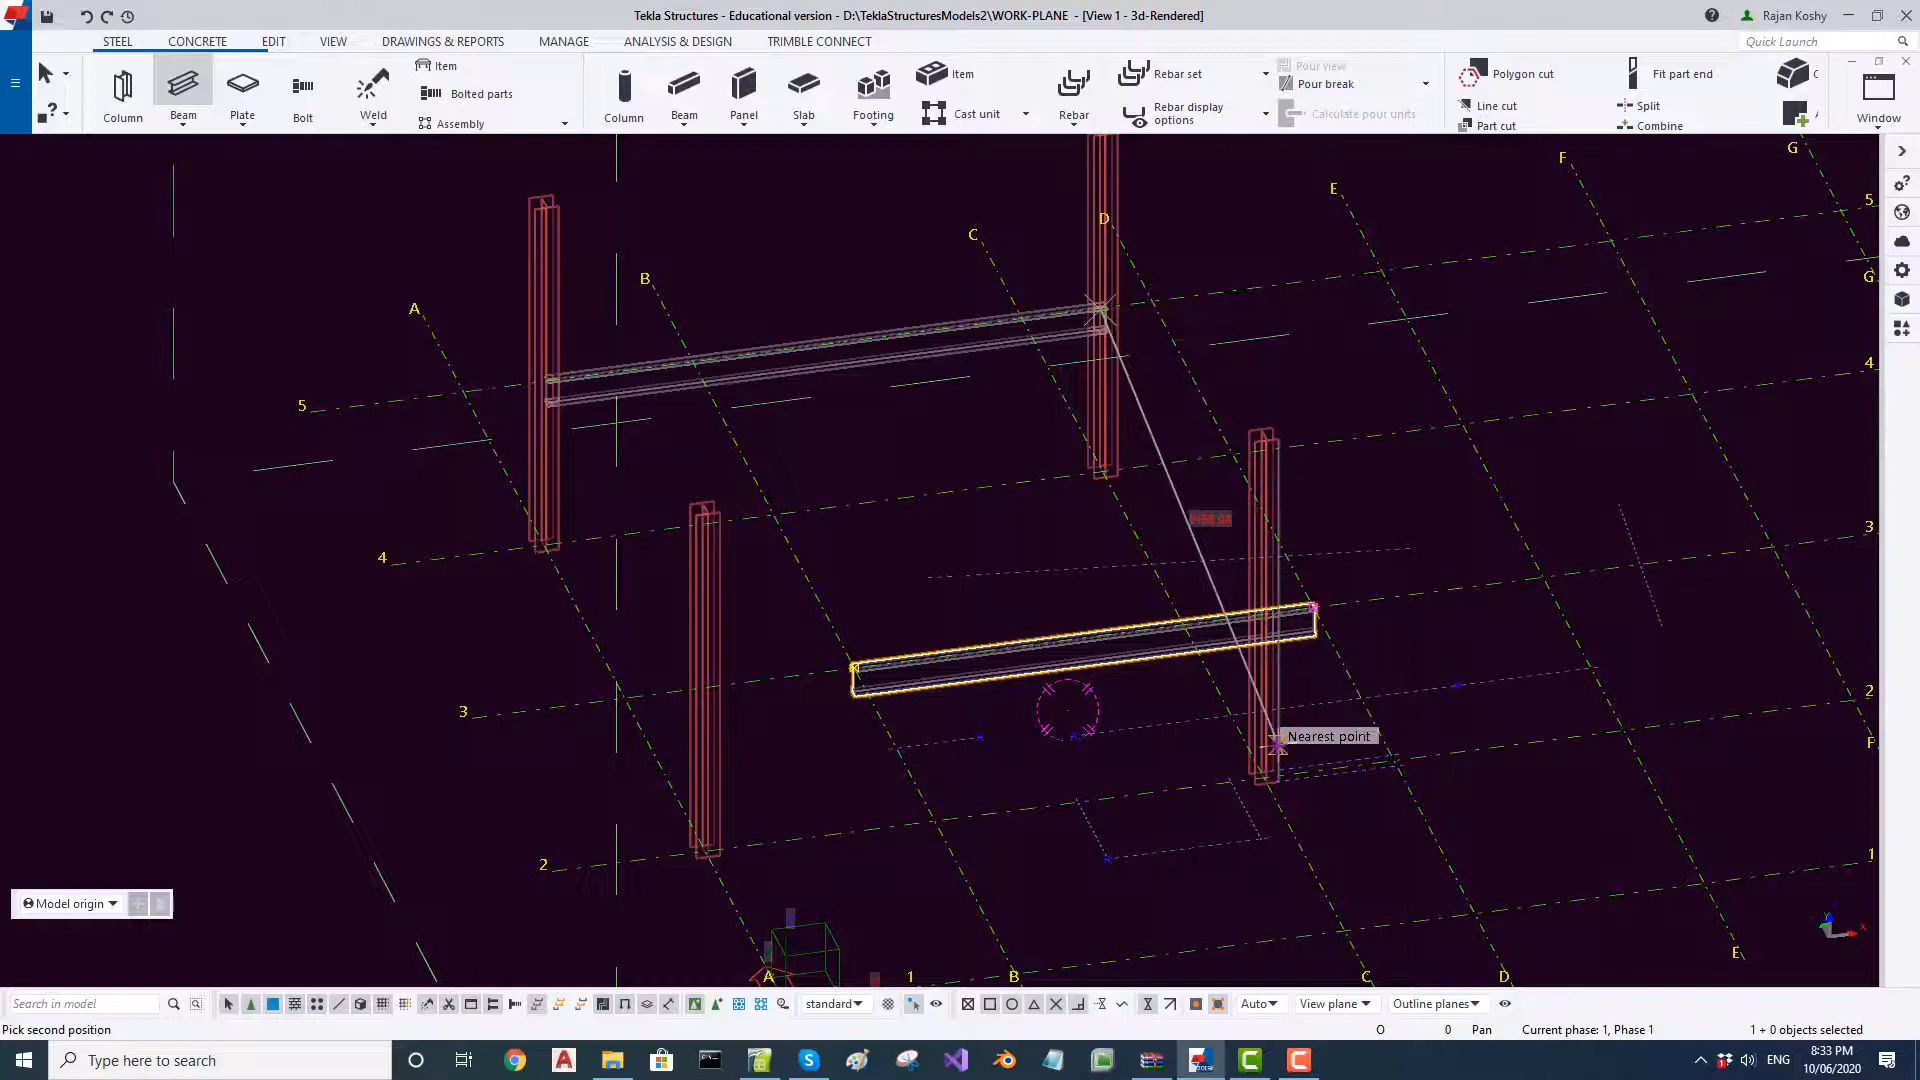 Tekla Structures - Educational version - D:\TeklaStructuresModels2\WORK-PLANE - [View 1 - 3d-Rendered]
Rajan Koshy
STEEL CONCRETE EDIT VIEW DRAWINGS & REPORTS MANAGE ANALYSIS & DESIGN TRIMBLE CONNECT
Quick Launch
Column Beam Plate Bolt Weld
Item
Bolted parts
Assembly
Column Beam Panel Slab Footing
Item
Cast unit
Rebar
Rebar set
Rebar display options
Pour view
Pour break
Calculate pour units
Polygon cut
Line cut
Part cut
Fit part end
Split
Combine
Window
G
F
E
5
D
C
G
B
A
4
5
3
4
2
3
Nearest point
F
1
2
Model origin
E
A 1 B C D
Search in model
standard
Auto
View plane
Outline planes
Pick second position
O 0 Pan Current phase: 1, Phase 1 1 + 0 objects selected
Type here to search
ENG
8:33 PM
10/06/2020